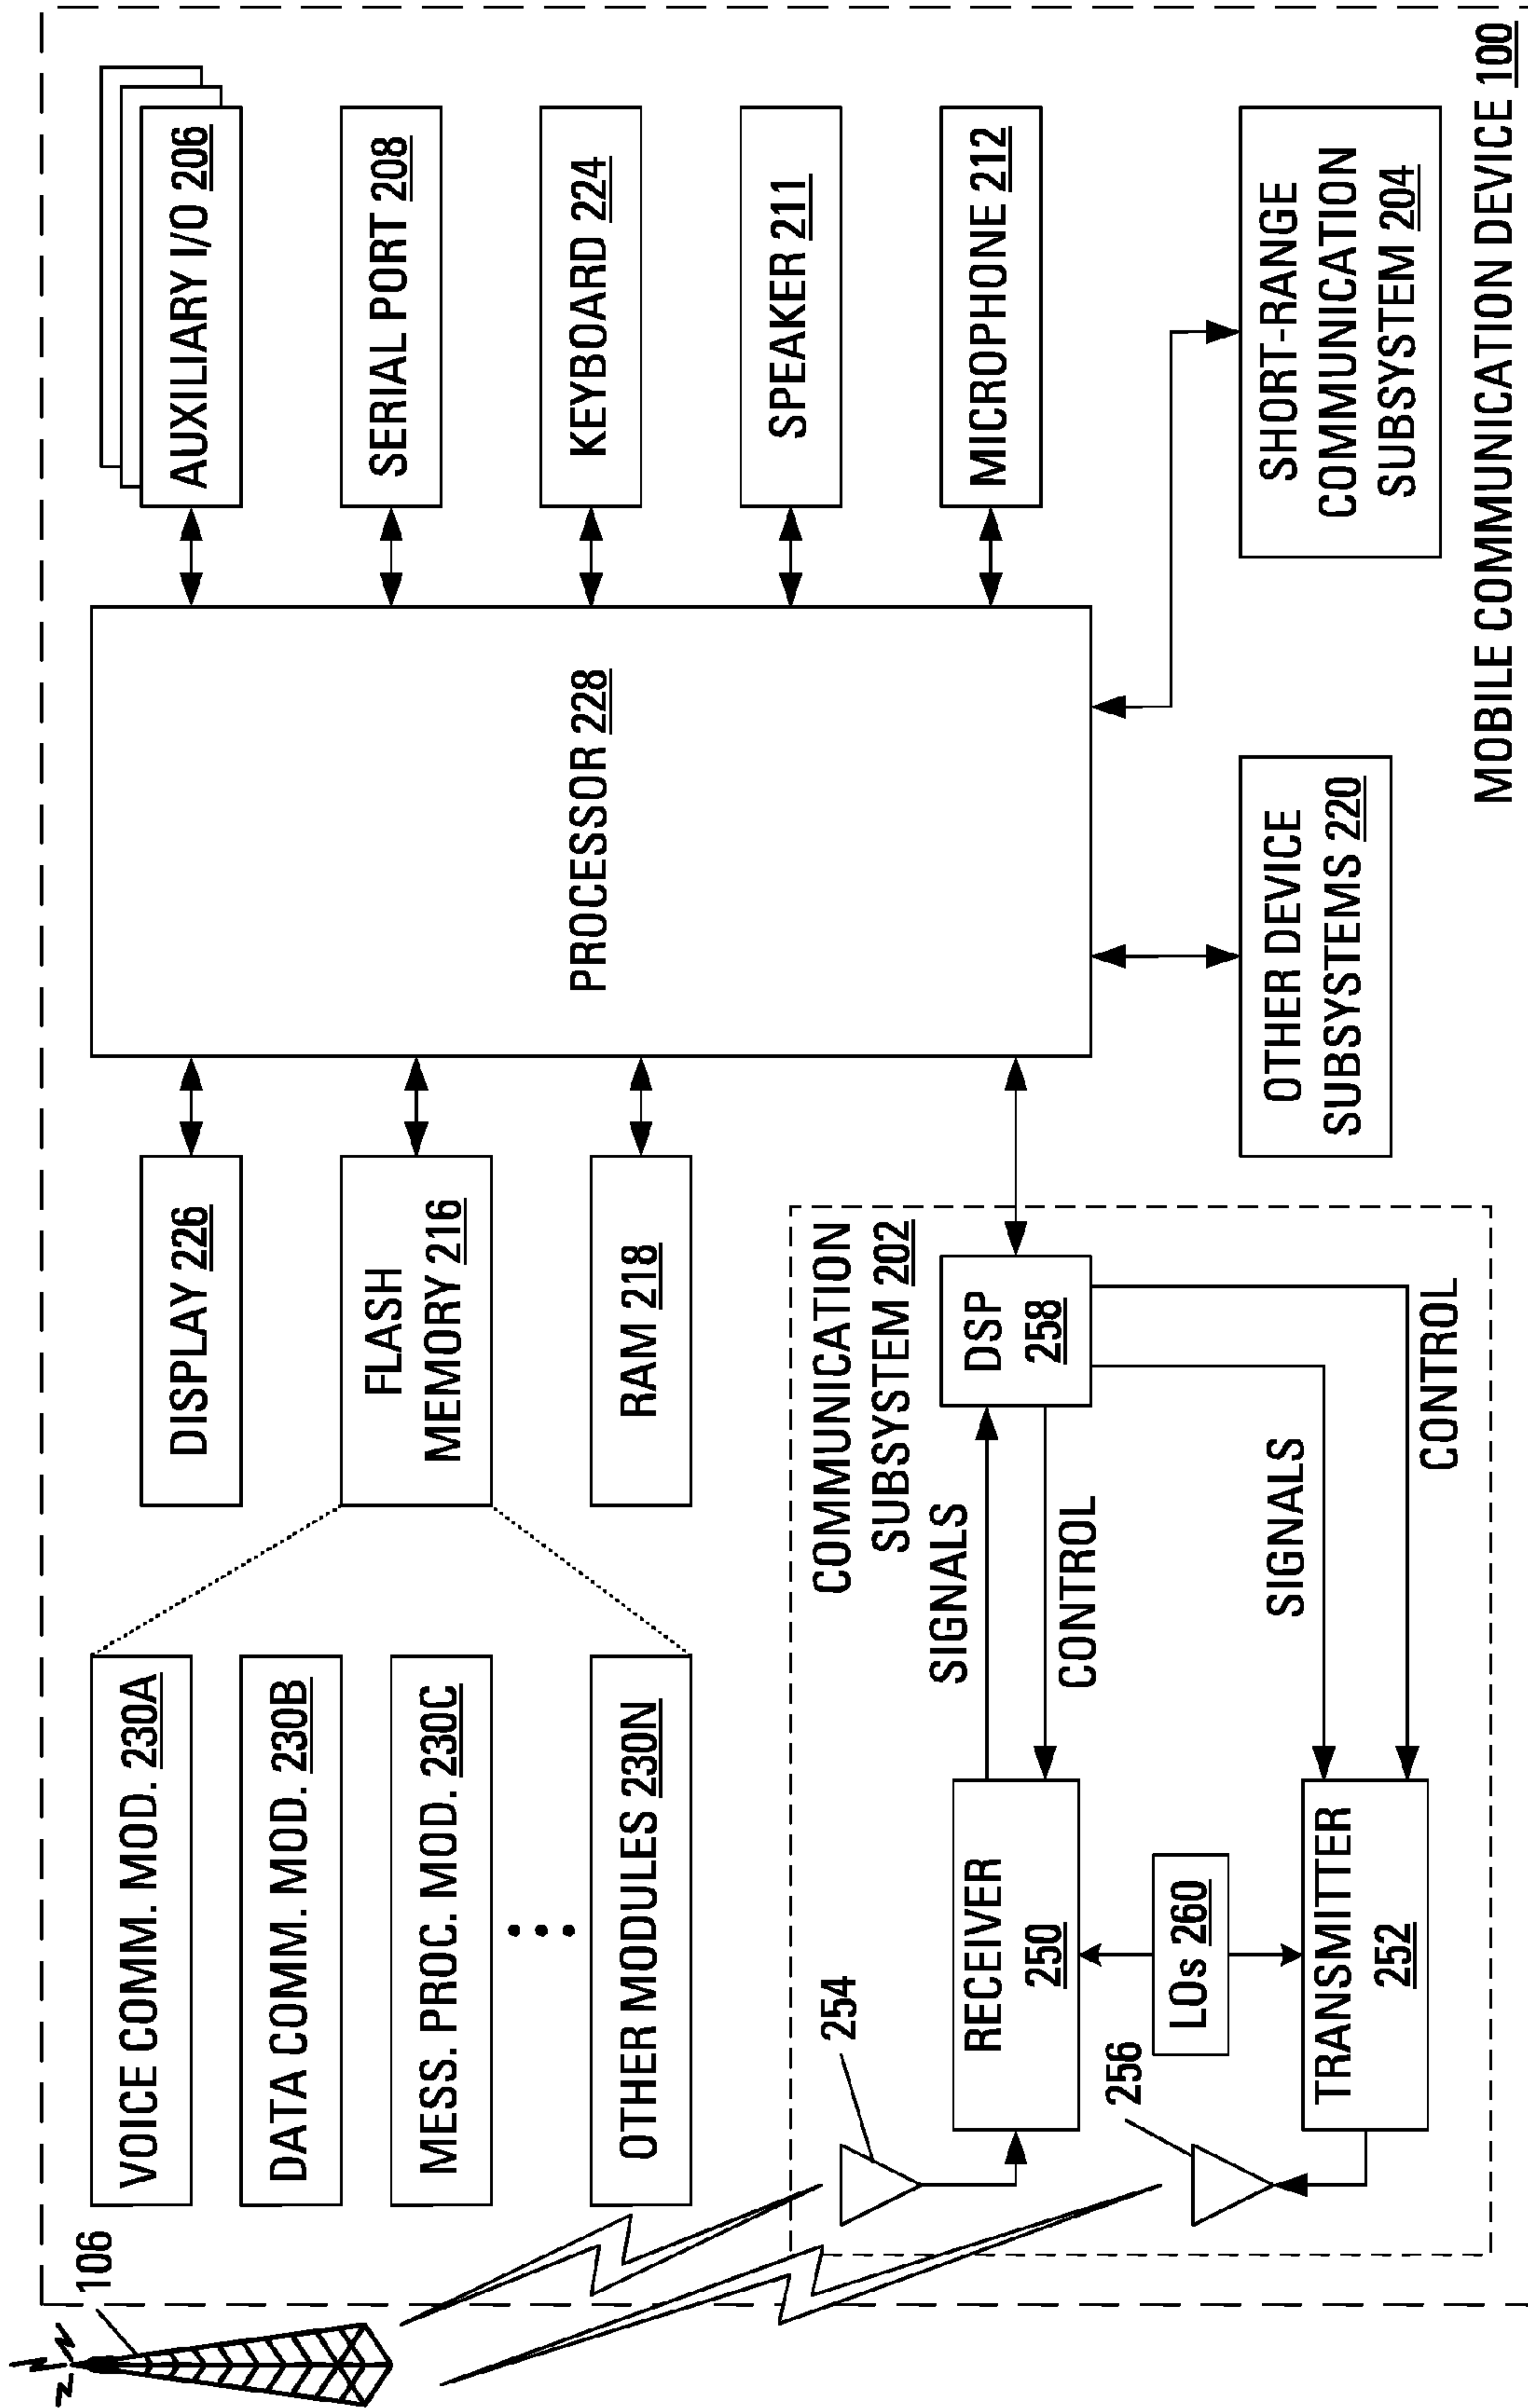 106
VOICE COMM. MOD. 230A
DATA COMM. MOD. 230B
MESS. PROC. MOD. 230C
OTHER MODULES 230N
DISPLAY 226
FLASH
MEMORY 216
RAM 218
PROCESSOR 228
AUXILIARY I/O 206
SERIAL PORT 208
KEYBOARD 224
SPEAKER 211
MICROPHONE 212
COMMUNICATION
SUBSYSTEM 202
254
RECEIVER
250
SIGNALS
CONTROL
DSP
258
256
LOs 260
TRANSMITTER
252
SIGNALS
CONTROL
OTHER DEVICE
SUBSYSTEMS 220
SHORT-RANGE
COMMUNICATION
SUBSYSTEM 204
MOBILE COMMUNICATION DEVICE 100